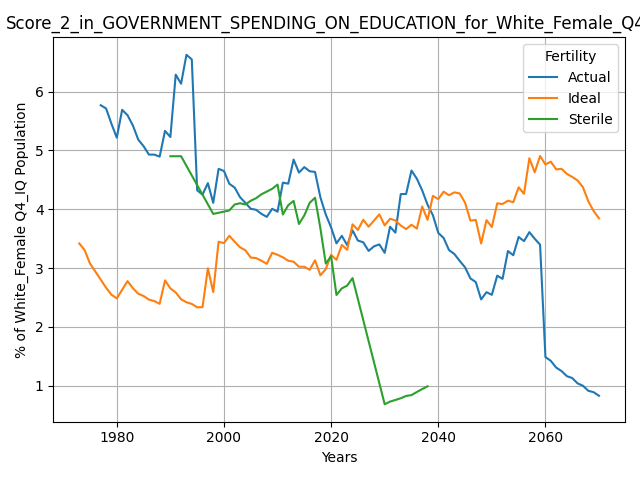 Score_2_in_GOVERNMENT_SPENDING_ON_EDUCATION_for_White_Female_Q4
Fertility
Actual
Ideal
Sterile
% of White_Female Q4_IQ Population
6
5
4
3
2
1
1980 2000 2020 2040 2060
Years